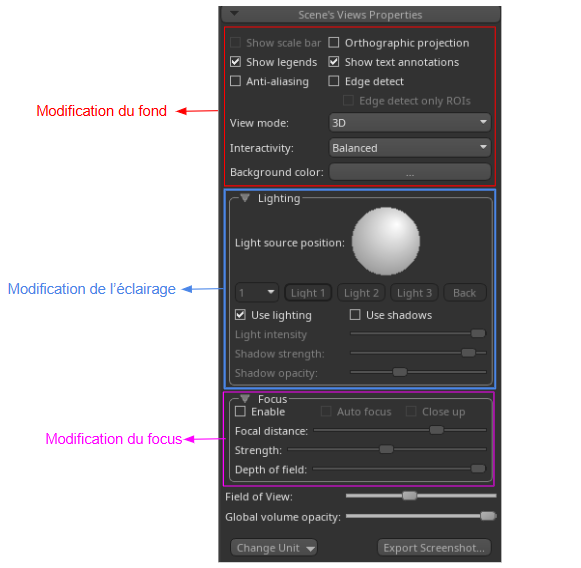 Scene's Views Properties
Show scale bar Orthographic projection
Show legends Show text annotations
Anti-aliasing Edge detect
Edge detect only ROIs
Modification du fond
View mode: 3D
Interactivity: Balanced
Background color: ...
Lighting
Light source position:
Modification de l'éclairage
1 Light 1 Light 2 Light 3 Back
Use lighting Use shadows
Light intensity
Shadow strength:
Shadow opacity:
Focus
Enable Auto focus Close up
Focal distance:
Modification du focus
Strength:
Depth of field:
Field of View:
Global volume opacity:
Change Unit Export Screenshot...